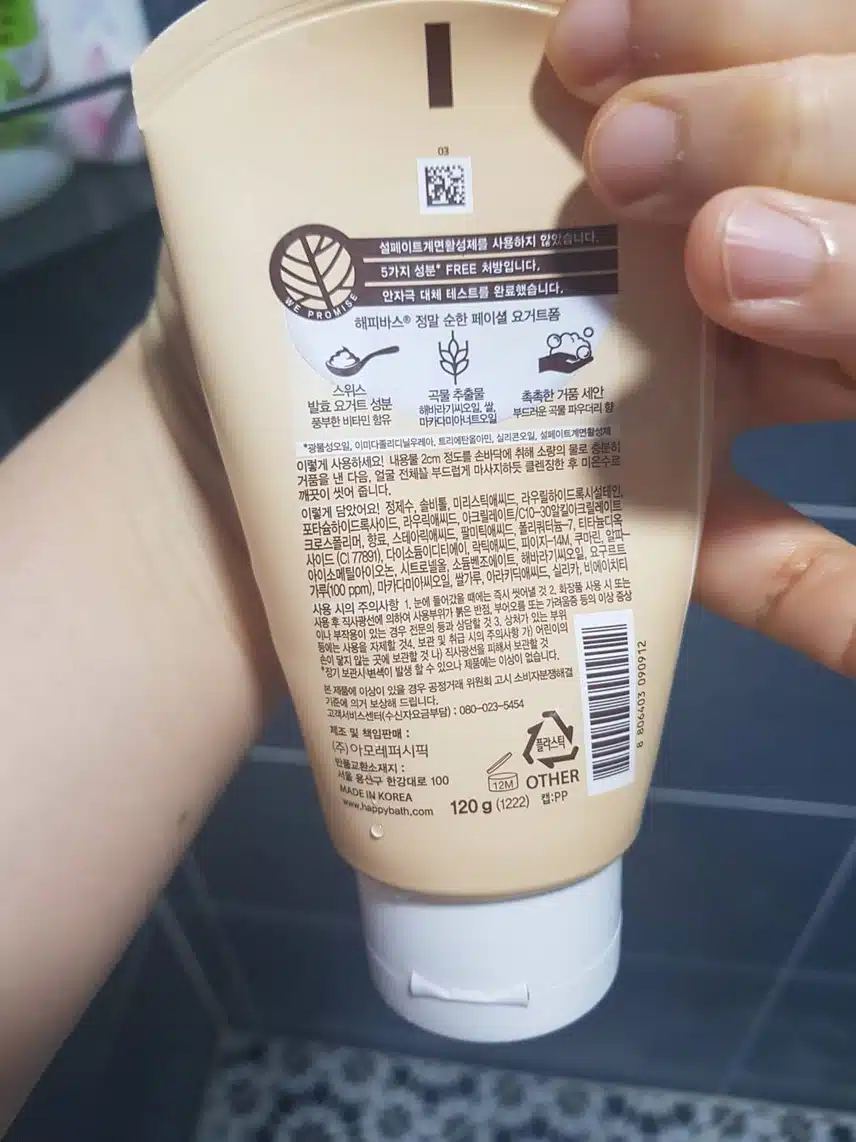 03
설페이트계면활성제를 사용하지 않았습니다.
5가지 성분* FREE 처방입니다.
안자극 대체 테스트를 완료했습니다.
WE PROMISE
해피바스® 정말 순한 페이셜 요거트폼
스위스
발효 요거트 성분
풍부한 비타민 함유
곡물 추출물
해바라기씨오일, 쌀,
마카다미아너트오일
촉촉한 거품 세안
부드러운 곡물 파우더리 향
*광물성오일, 이미다졸리디닐우레아, 트리에탄올아민, 실리콘오일, 설페이트계면활성제
이렇게 사용하세요! 내용물 2cm 정도를 손바닥에 취해 소량의 물로 충분히
거품을 낸 다음, 얼굴 전체를 부드럽게 마사지하듯 클렌징한 후 미온수로
깨끗이 씻어 줍니다.
이렇게 담았어요! 정제수, 솔비톨, 미리스틱애씨드, 라우릴하이드록시설테인,
포타슘하이드록사이드, 라우릭애씨드, 아크릴레이트/C10-30알킬아크릴레이트
크로스폴리머, 향료, 스테아릭애씨드, 팔미틱애씨드, 폴리쿼터늄-7, 티타늄디옥
사이드 (CI 77891), 다이소듐이디티에이, 락틱애씨드, 피이지-14M, 쿠마린, 알파-
아이소메틸아이오논, 시트로넬올, 소듐벤조에이트, 해바라기씨오일, 요구르트
가루(100 ppm), 마카다미아씨오일, 쌀가루, 아라키딕애씨드, 실리카, 비에이치티
사용 시의 주의사항 1. 눈에 들어갔을 때에는 즉시 씻어낼 것 2. 화장품 사용 시 또는
사용 후 직사광선에 의하여 사용부위가 붉은 반점, 부어오름 또는 가려움증 등의 이상 증상
이나 부작용이 있는 경우 전문의 등과 상담할 것 3. 상처가 있는 부위
등에는 사용을 자제할 것4. 보관 및 취급 시의 주의사항 가) 어린이의
손이 닿지 않는 곳에 보관할 것 나) 직사광선을 피해서 보관할 것
*장기 보관시 변색이 발생 할 수 있으나 제품에는 이상이 없습니다.
본 제품에 이상이 있을 경우 공정거래 위원회 고시 소비자분쟁해결
기준에 의거 보상해 드립니다.
고객서비스센터(수신자요금부담) : 080-023-5454
제조 및 책임판매 :
(주)아모레퍼시픽
반품교환소재지 :
서울 용산구 한강대로 100
MADE IN KOREA
www.happybath.com
120 g (1222)
12M
플라스틱
OTHER
캡:PP
8 806403 090912